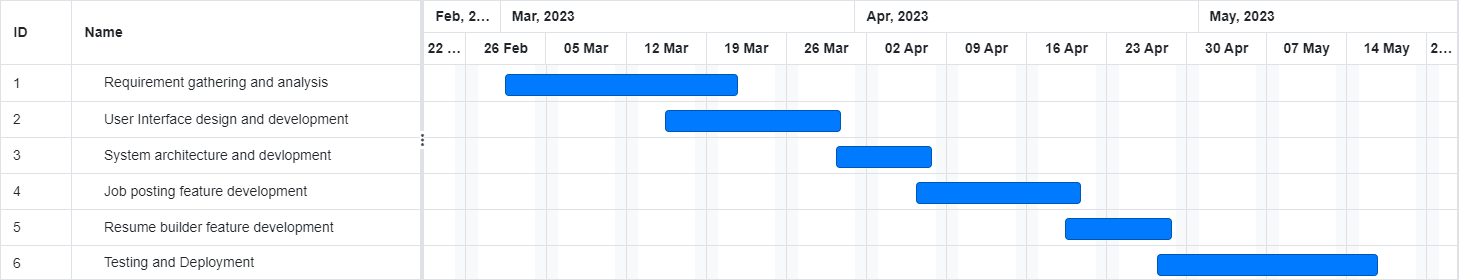 ID Name Feb, 2... Mar, 2023 Apr, 2023 May, 2023
22 ... 26 Feb 05 Mar 12 Mar 19 Mar 26 Mar 02 Apr 09 Apr 16 Apr 23 Apr 30 Apr 07 May 14 May 2...
1 Requirement gathering and analysis
2 User Interface design and development
3 System architecture and devlopment
4 Job posting feature development
5 Resume builder feature development
6 Testing and Deployment